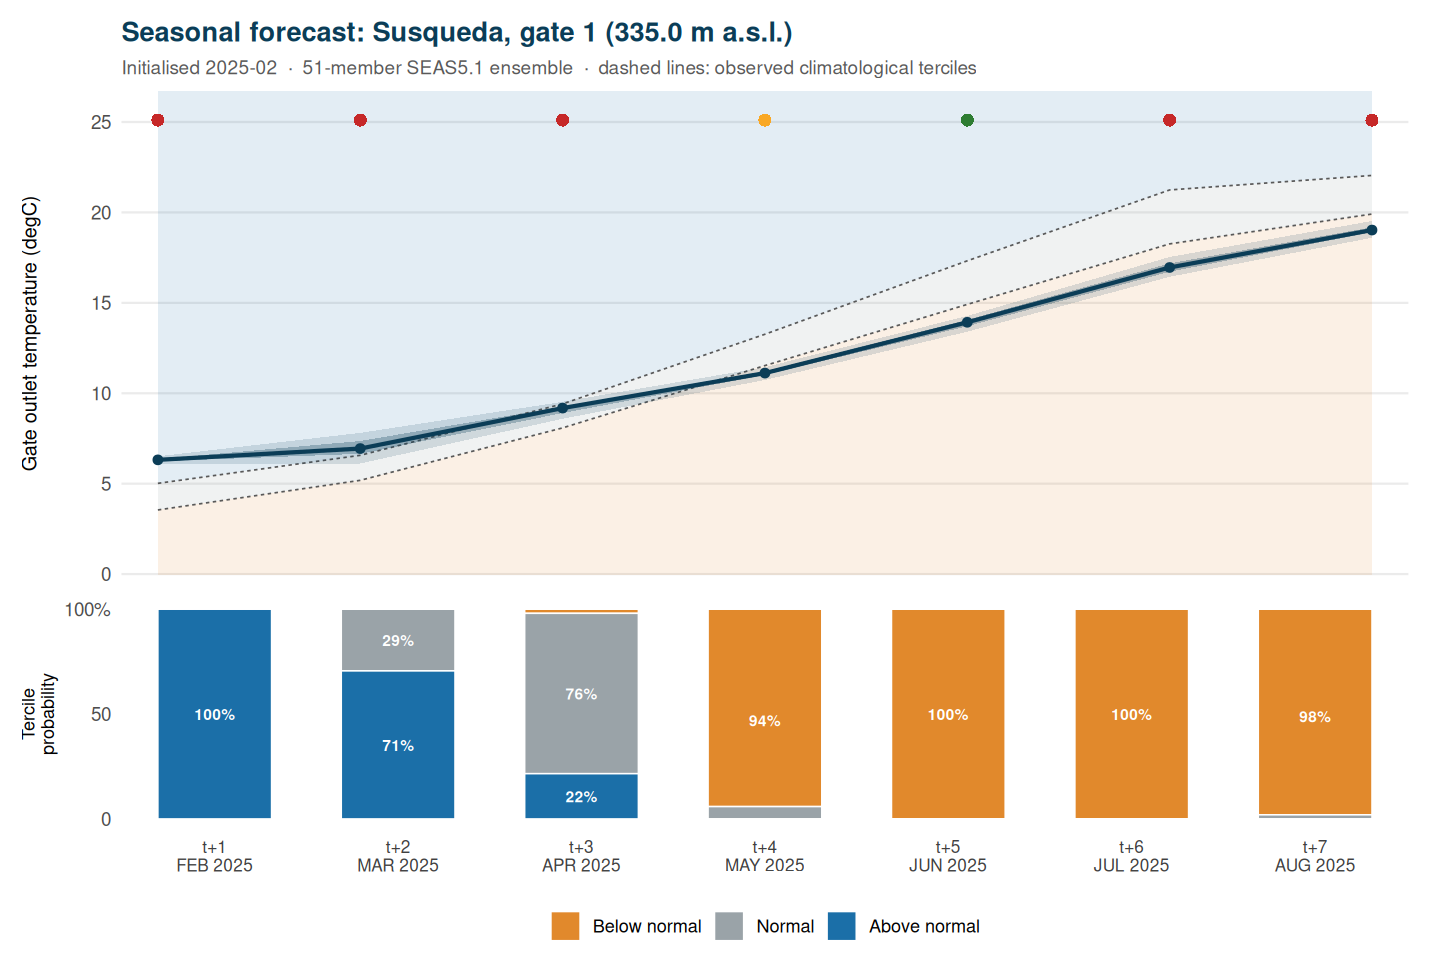 Seasonal forecast: Susqueda, gate 1 (335.0 m a.s.l.)
Initialised 2025-02 · 51-member SEAS5.1 ensemble · dashed lines: observed climatological terciles
Gate outlet temperature (degC)
25
20
15
10
5
0
Tercile
probability
100%
50
0
100%
29%
71%
76%
22%
94%
100%
100%
98%
t+1
FEB 2025
t+2
MAR 2025
t+3
APR 2025
t+4
MAY 2025
t+5
JUN 2025
t+6
JUL 2025
t+7
AUG 2025
Below normal
Normal
Above normal